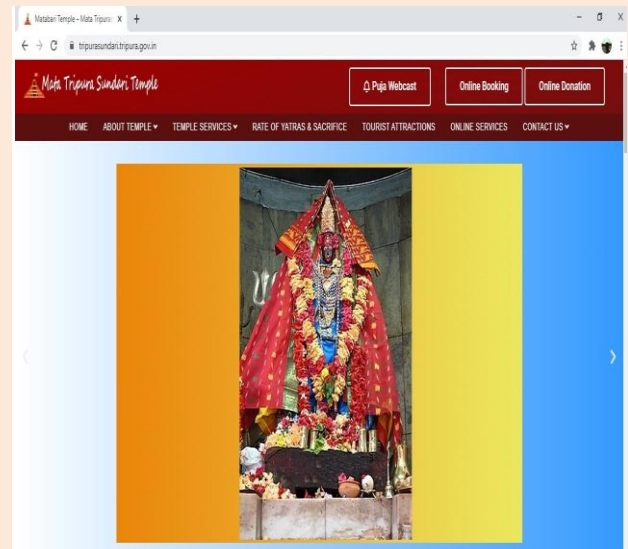 Matabari Temple – Mata Tripura
tripurasundari.tripura.gov.in
Mata Tripura Sundari Temple
Puja Webcast
Online Booking
Online Donation
HOME ABOUT TEMPLE TEMPLE SERVICES RATE OF YATRAS & SACRIFICE TOURIST ATTRACTIONS ONLINE SERVICES CONTACT US